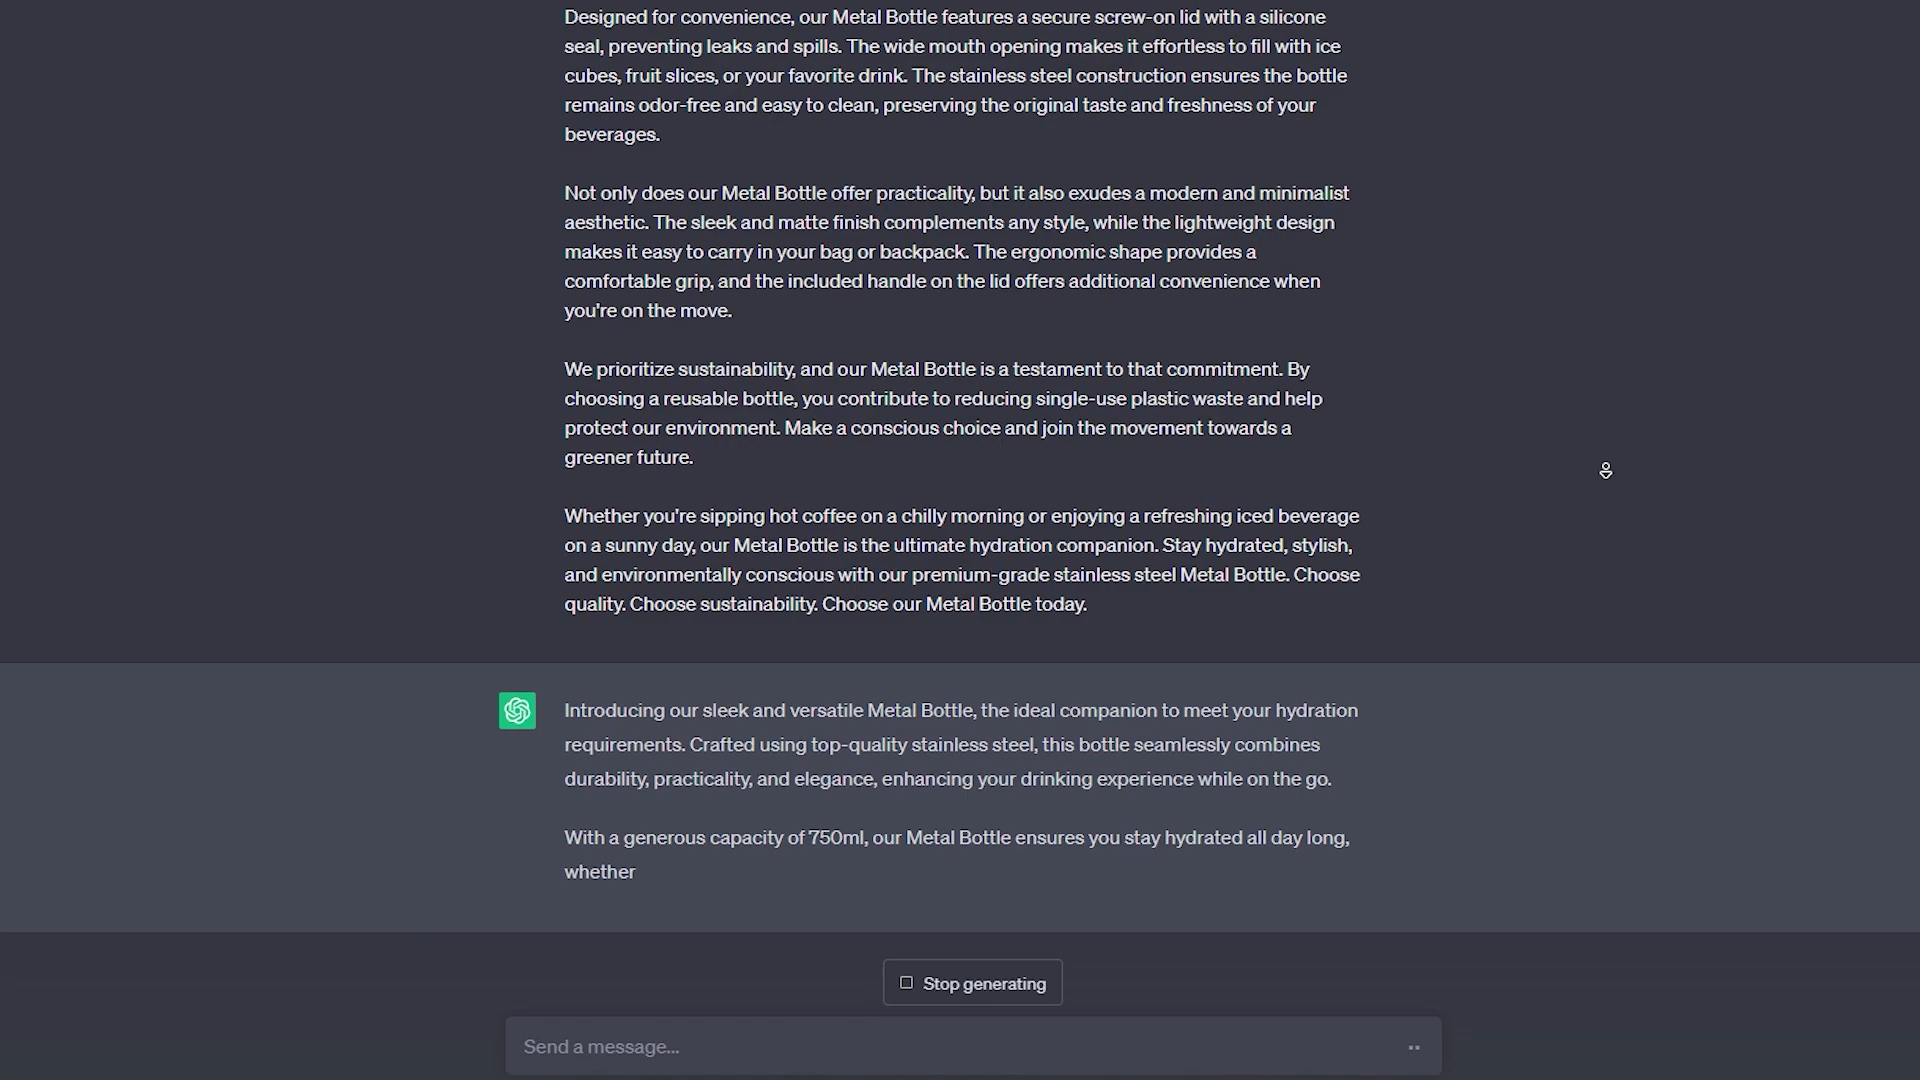 Designed for convenience, our Metal Bottle features a secure screw-on lid with a silicone
seal, preventing leaks and spills. The wide mouth opening makes it effortless to fill with ice
cubes, fruit slices, or your favorite drink. The stainless steel construction ensures the bottle
remains odor-free and easy to clean, preserving the original taste and freshness of your
beverages.
Not only does our Metal Bottle offer practicality, but it also exudes a modern and minimalist
aesthetic. The sleek and matte finish complements any style, while the lightweight design
makes it easy to carry in your bag or backpack. The ergonomic shape provides a
comfortable grip, and the included handle on the lid offers additional convenience when
you're on the move.
We prioritize sustainability, and our Metal Bottle is a testament to that commitment. By
choosing a reusable bottle, you contribute to reducing single-use plastic waste and help
protect our environment. Make a conscious choice and join the movement towards a
greener future.
Whether you're sipping hot coffee on a chilly morning or enjoying a refreshing iced beverage
on a sunny day, our Metal Bottle is the ultimate hydration companion. Stay hydrated, stylish,
and environmentally conscious with our premium-grade stainless steel Metal Bottle. Choose
quality. Choose sustainability. Choose our Metal Bottle today.
Introducing our sleek and versatile Metal Bottle, the ideal companion to meet your hydration
requirements. Crafted using top-quality stainless steel, this bottle seamlessly combines
durability, practicality, and elegance, enhancing your drinking experience while on the go.
With a generous capacity of 750ml, our Metal Bottle ensures you stay hydrated all day long,
whether
Stop generating
Send a message...